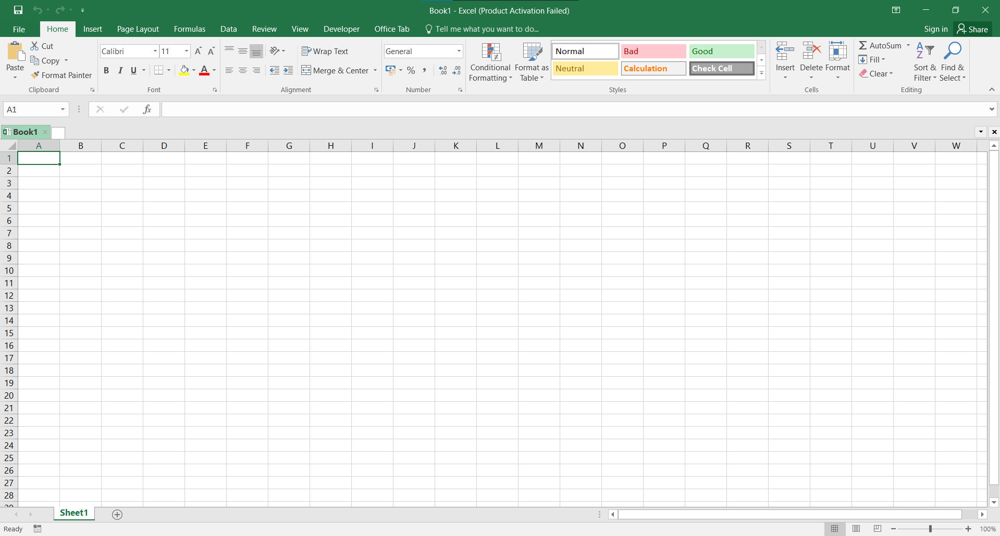 Book1 - Excel (Product Activation Failed)
File Home Insert Page Layout Formulas Data Review View Developer Office Tab Tell me what you want to do... Sign in Share
Paste
Cut
Copy
Format Painter
Clipboard
Calibri 11
B I U A
Font
Wrap Text
Merge & Center
Alignment
General
% , .00 .00
Number
Conditional Formatting
Format as Table
Normal Bad Good
Neutral Calculation Check Cell
Styles
Insert Delete Format
Cells
AutoSum
Fill
Clear
Sort & Filter
Find & Select
Editing
A1 fx
Book1
A B C D E F G H I J K L M N O P Q R S T U V W
1
2
3
4
5
6
7
8
9
10
11
12
13
14
15
16
17
18
19
20
21
22
23
24
25
26
27
28
Sheet1
Ready 100%